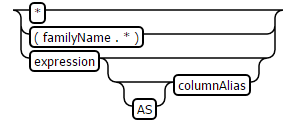 *
( familyName . * )
expression
columnAlias
AS